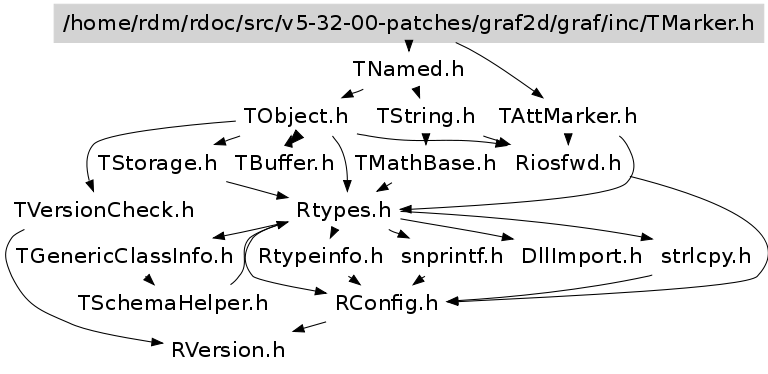 /home/rdm/rdoc/src/v5-32-00-patches/graf2d/graf/inc/TMarker.h
TNamed.h
TObject.h TString.h TAttMarker.h
TStorage.h TBuffer.h TMathBase.h Riosfwd.h
TVersionCheck.h Rtypes.h
TGenericClassInfo.h Rtypeinfo.h snprintf.h DllImport.h strlcpy.h
TSchemaHelper.h RConfig.h
RVersion.h